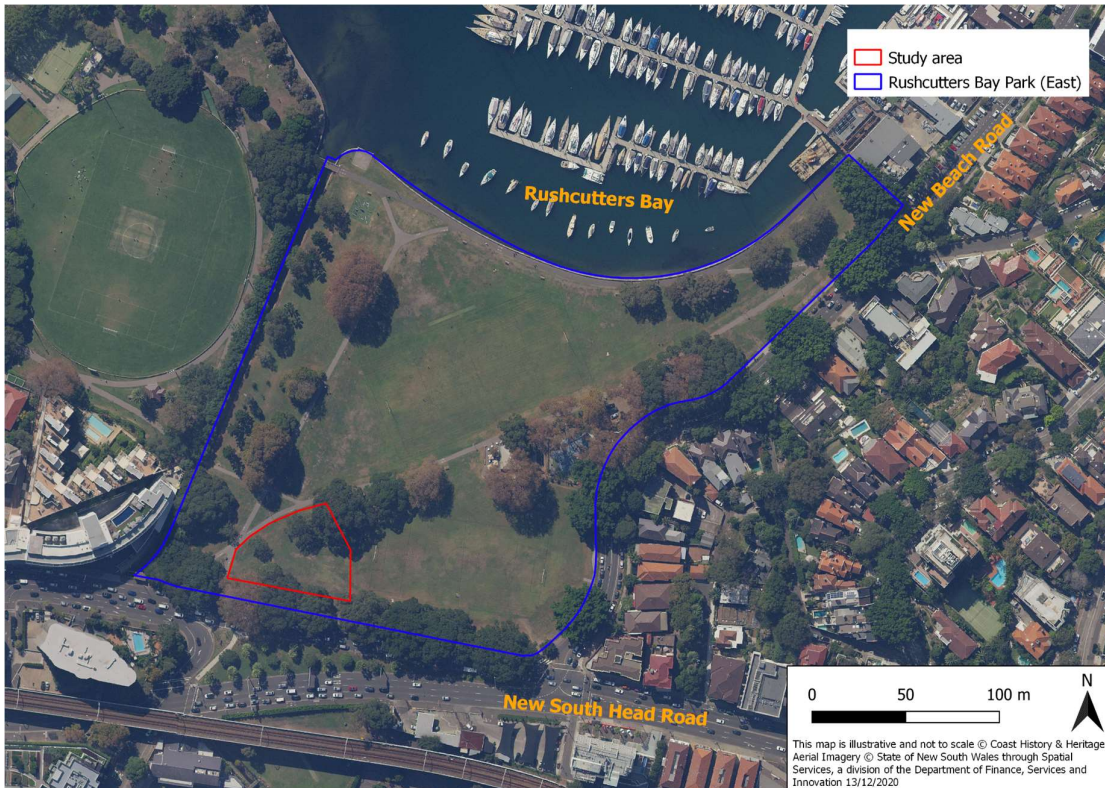 Study area
Rushcutters Bay Park (East)
Rushcutters Bay
New Beach Road
New South Head Road
0 50 100 m
N
This map is illustrative and not to scale © Coast History & Heritage
Aerial Imagery © State of New South Wales through Spatial
Services, a division of the Department of Finance, Services and
Innovation 13/12/2020